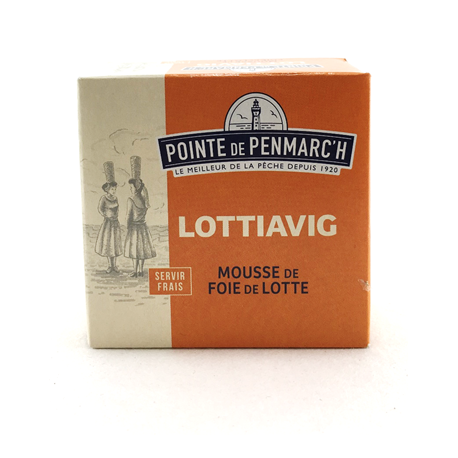 POINTE DE PENMARC'H
LE MEILLEUR DE LA PÊCHE DEPUIS 1920
LOTTIAVIG
SERVIR
FRAIS
MOUSSE DE
FOIE DE LOTTE